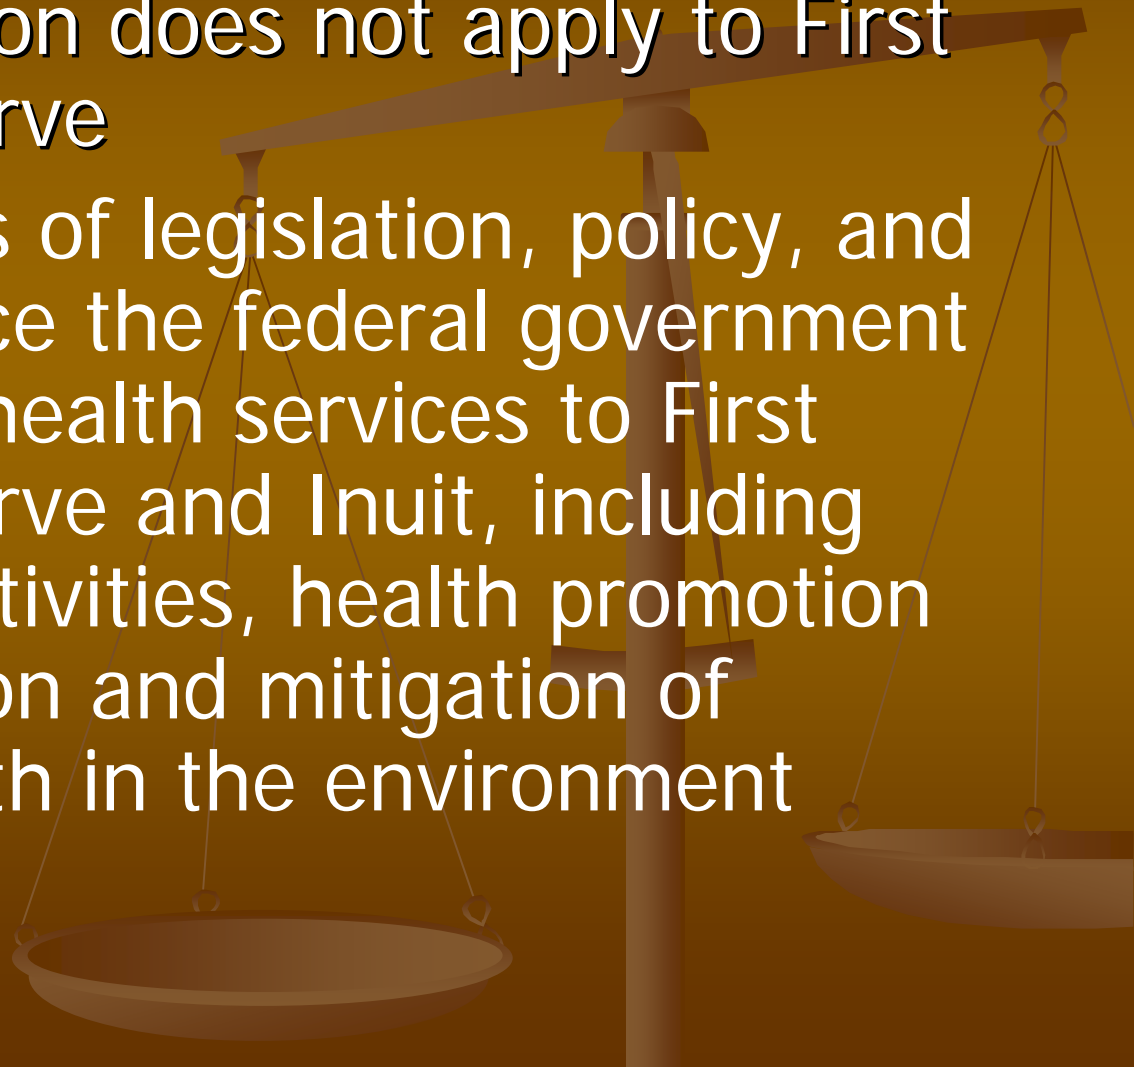 on does not apply to First
rve
s of legislation, policy, and
ce the federal government
health services to First
rve and Inuit, including
tivities, health promotion
on and mitigation of
th in the environment